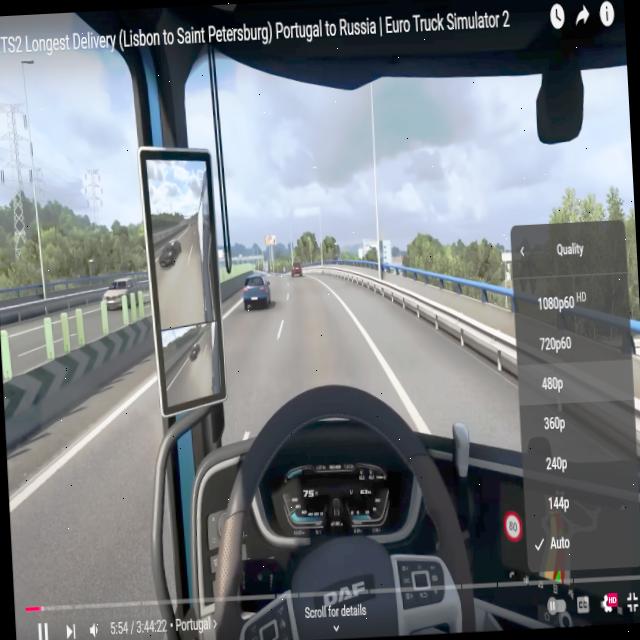 TS2 Longest Delivery (Lisbon to Saint Petersburg) Portugal to Russia | Euro Truck Simulator 2
Quality
1080p60 HD
720p60
480p
360p
240p
144p
Auto
75
80
DAF
Scroll for details
5:54 / 3:44:22 • Portugal
HD